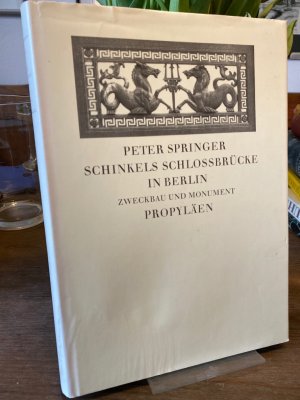 PETER SPRINGER
SCHINKELS SCHLOSSBRÜCKE
IN BERLIN
ZWECKBAU UND MONUMENT
PROPYLÄEN